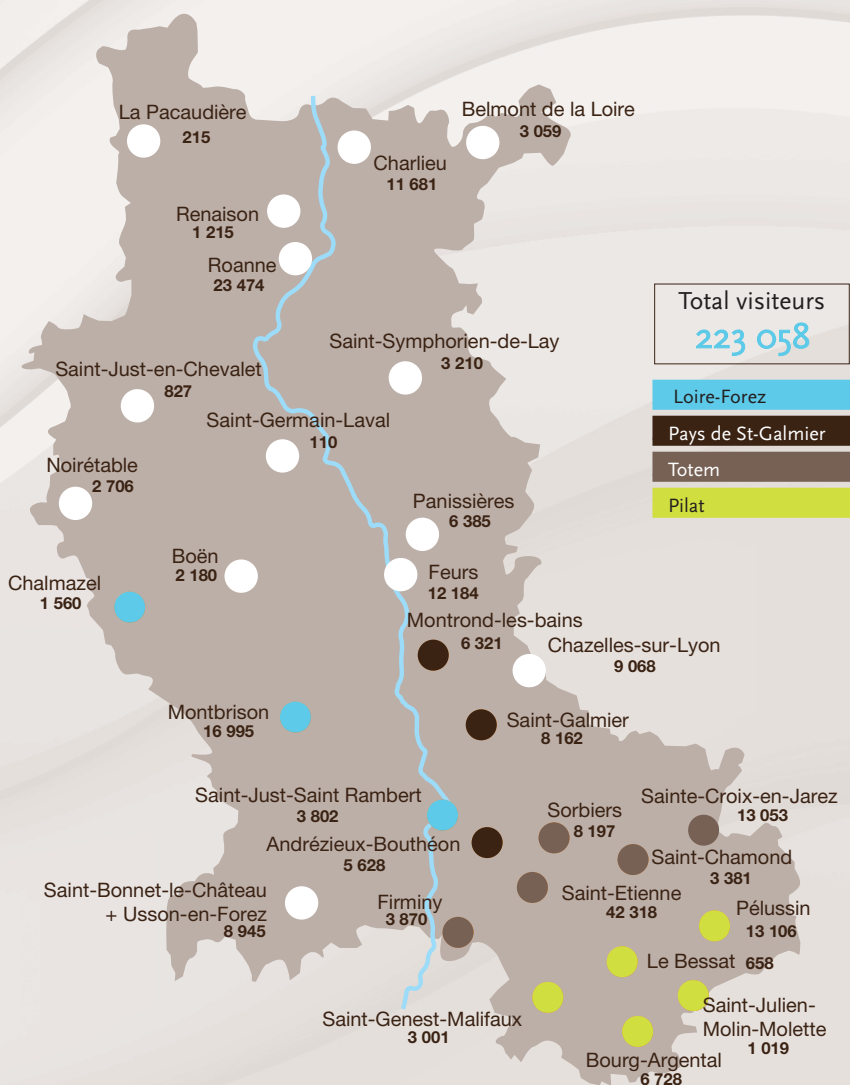 La Pacaudière
215
Belmont de la Loire
3 059
Charlieu
11 681
Renaison
1 215
Roanne
23 474
Total visiteurs
223 058
Saint-Symphorien-de-Lay
3 210
Saint-Just-en-Chevalet
827
Loire-Forez
Saint-Germain-Laval
110
Pays de St-Galmier
Totem
Pilat
Noirétable
2 706
Panissières
6 385
Boën
2 180
Feurs
12 184
Chalmazel
1 560
Montrond-les-bains
6 321
Chazelles-sur-Lyon
9 068
Montbrison
16 995
Saint-Galmier
8 162
Saint-Just-Saint Rambert
3 802
Sorbiers
8 197
Sainte-Croix-en-Jarez
13 053
Andrézieux-Bouthéon
5 628
Saint-Chamond
3 381
Saint-Bonnet-le-Château
+ Usson-en-Forez
8 945
Firminy
3 870
Saint-Etienne
42 318
Pélussin
13 106
Le Bessat 658
Saint-Genest-Malifaux
3 001
Saint-Julien-
Molin-Molette
1 019
Bourg-Argental
6 728